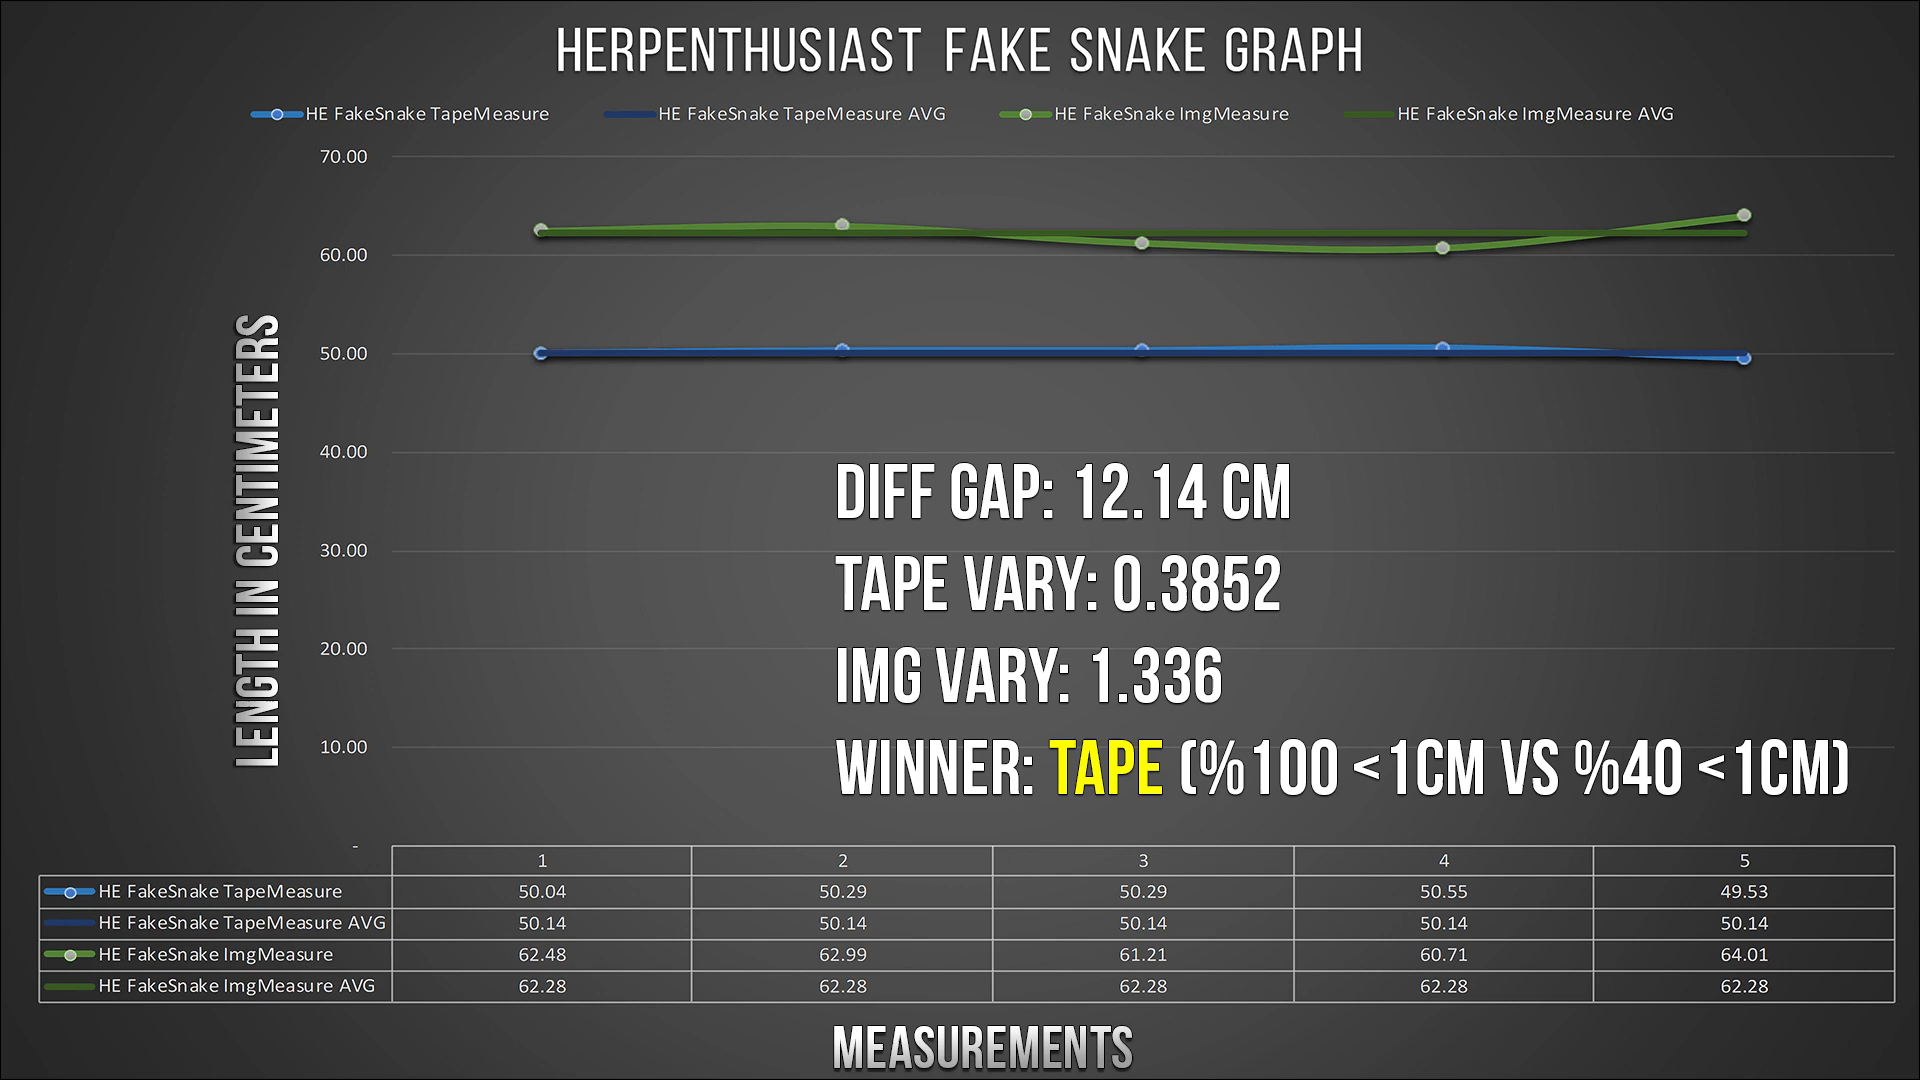 HERPENTHUSIAST FAKE SNAKE GRAPH
HE FakeSnake TapeMeasure HE FakeSnake TapeMeasure AVG HE FakeSnake ImgMeasure HE FakeSnake ImgMeasure AVG
70.00
60.00
50.00
40.00
30.00
20.00
10.00
-
LENGTH IN CENTIMETERS
DIFF GAP: 12.14 CM
TAPE VARY: 0.3852
IMG VARY: 1.336
WINNER: TAPE (%100 <1CM VS %40 <1CM)
1 2 3 4 5
HE FakeSnake TapeMeasure 50.04 50.29 50.29 50.55 49.53
HE FakeSnake TapeMeasure AVG 50.14 50.14 50.14 50.14 50.14
HE FakeSnake ImgMeasure 62.48 62.99 61.21 60.71 64.01
HE FakeSnake ImgMeasure AVG 62.28 62.28 62.28 62.28 62.28
MEASUREMENTS